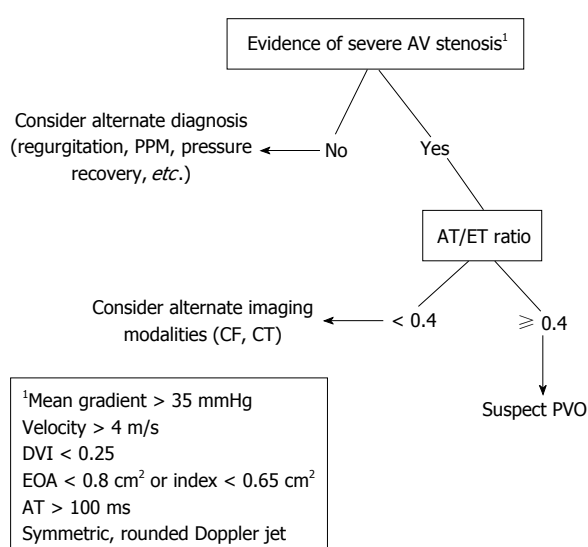 Evidence of severe AV stenosis¹
Consider alternate diagnosis
(regurgitation, PPM, pressure
recovery, etc.)
No
Yes
AT/ET ratio
Consider alternate imaging
modalities (CF, CT)
< 0.4
≥ 0.4
Suspect PVO
¹Mean gradient > 35 mmHg
Velocity > 4 m/s
DVI < 0.25
EOA < 0.8 cm² or index < 0.65 cm²
AT > 100 ms
Symmetric, rounded Doppler jet